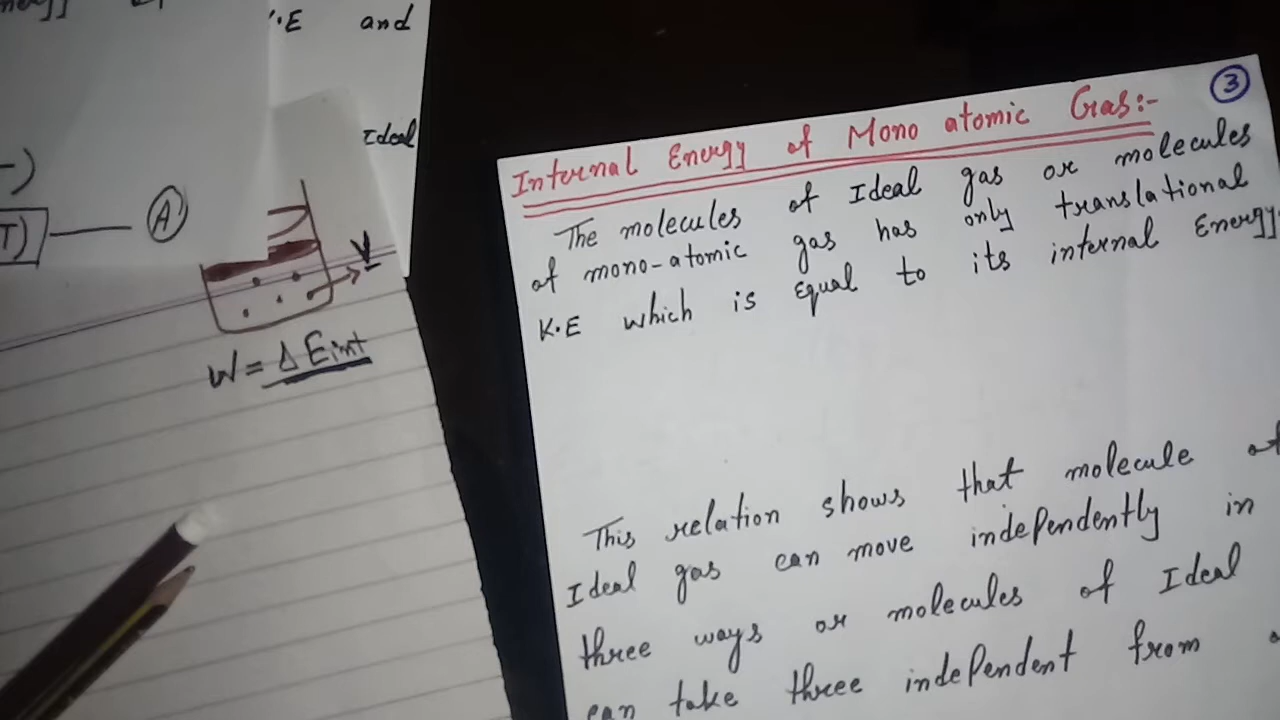 K.E and
Ideal
T)
A
V
W = Δ Eint
3
Internal Energy of Mono atomic Gas:-
The molecules of Ideal gas or molecules
of mono-atomic gas has only translational
K.E which is equal to its internal Energy
This relation shows that molecule of
Ideal gas can move independently in
three ways or molecules of Ideal
can take three independent from